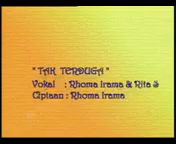 " TAK TERDUGA "
Vokal : Rhoma Irama & Rita S
Ciptaan : Rhoma Irama